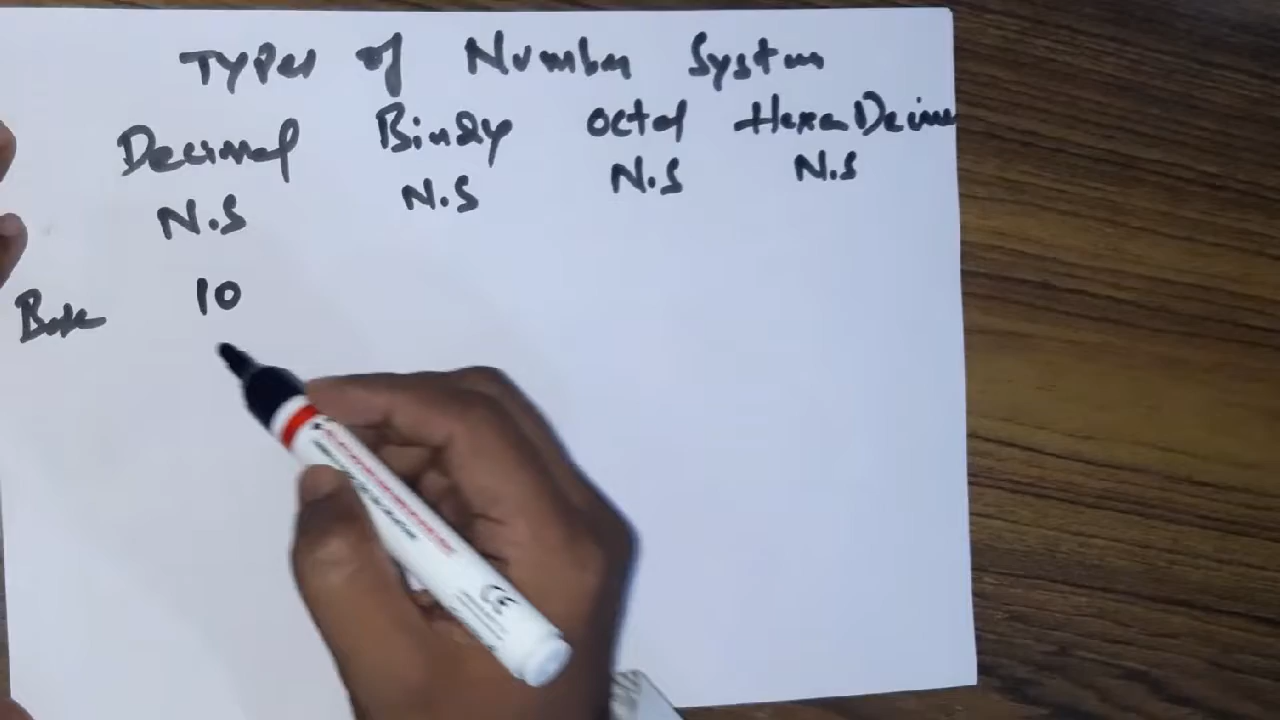 Types of Number System
Decimal Binary Octal HexaDecimal
N.S N.S N.S N.S
Base 10